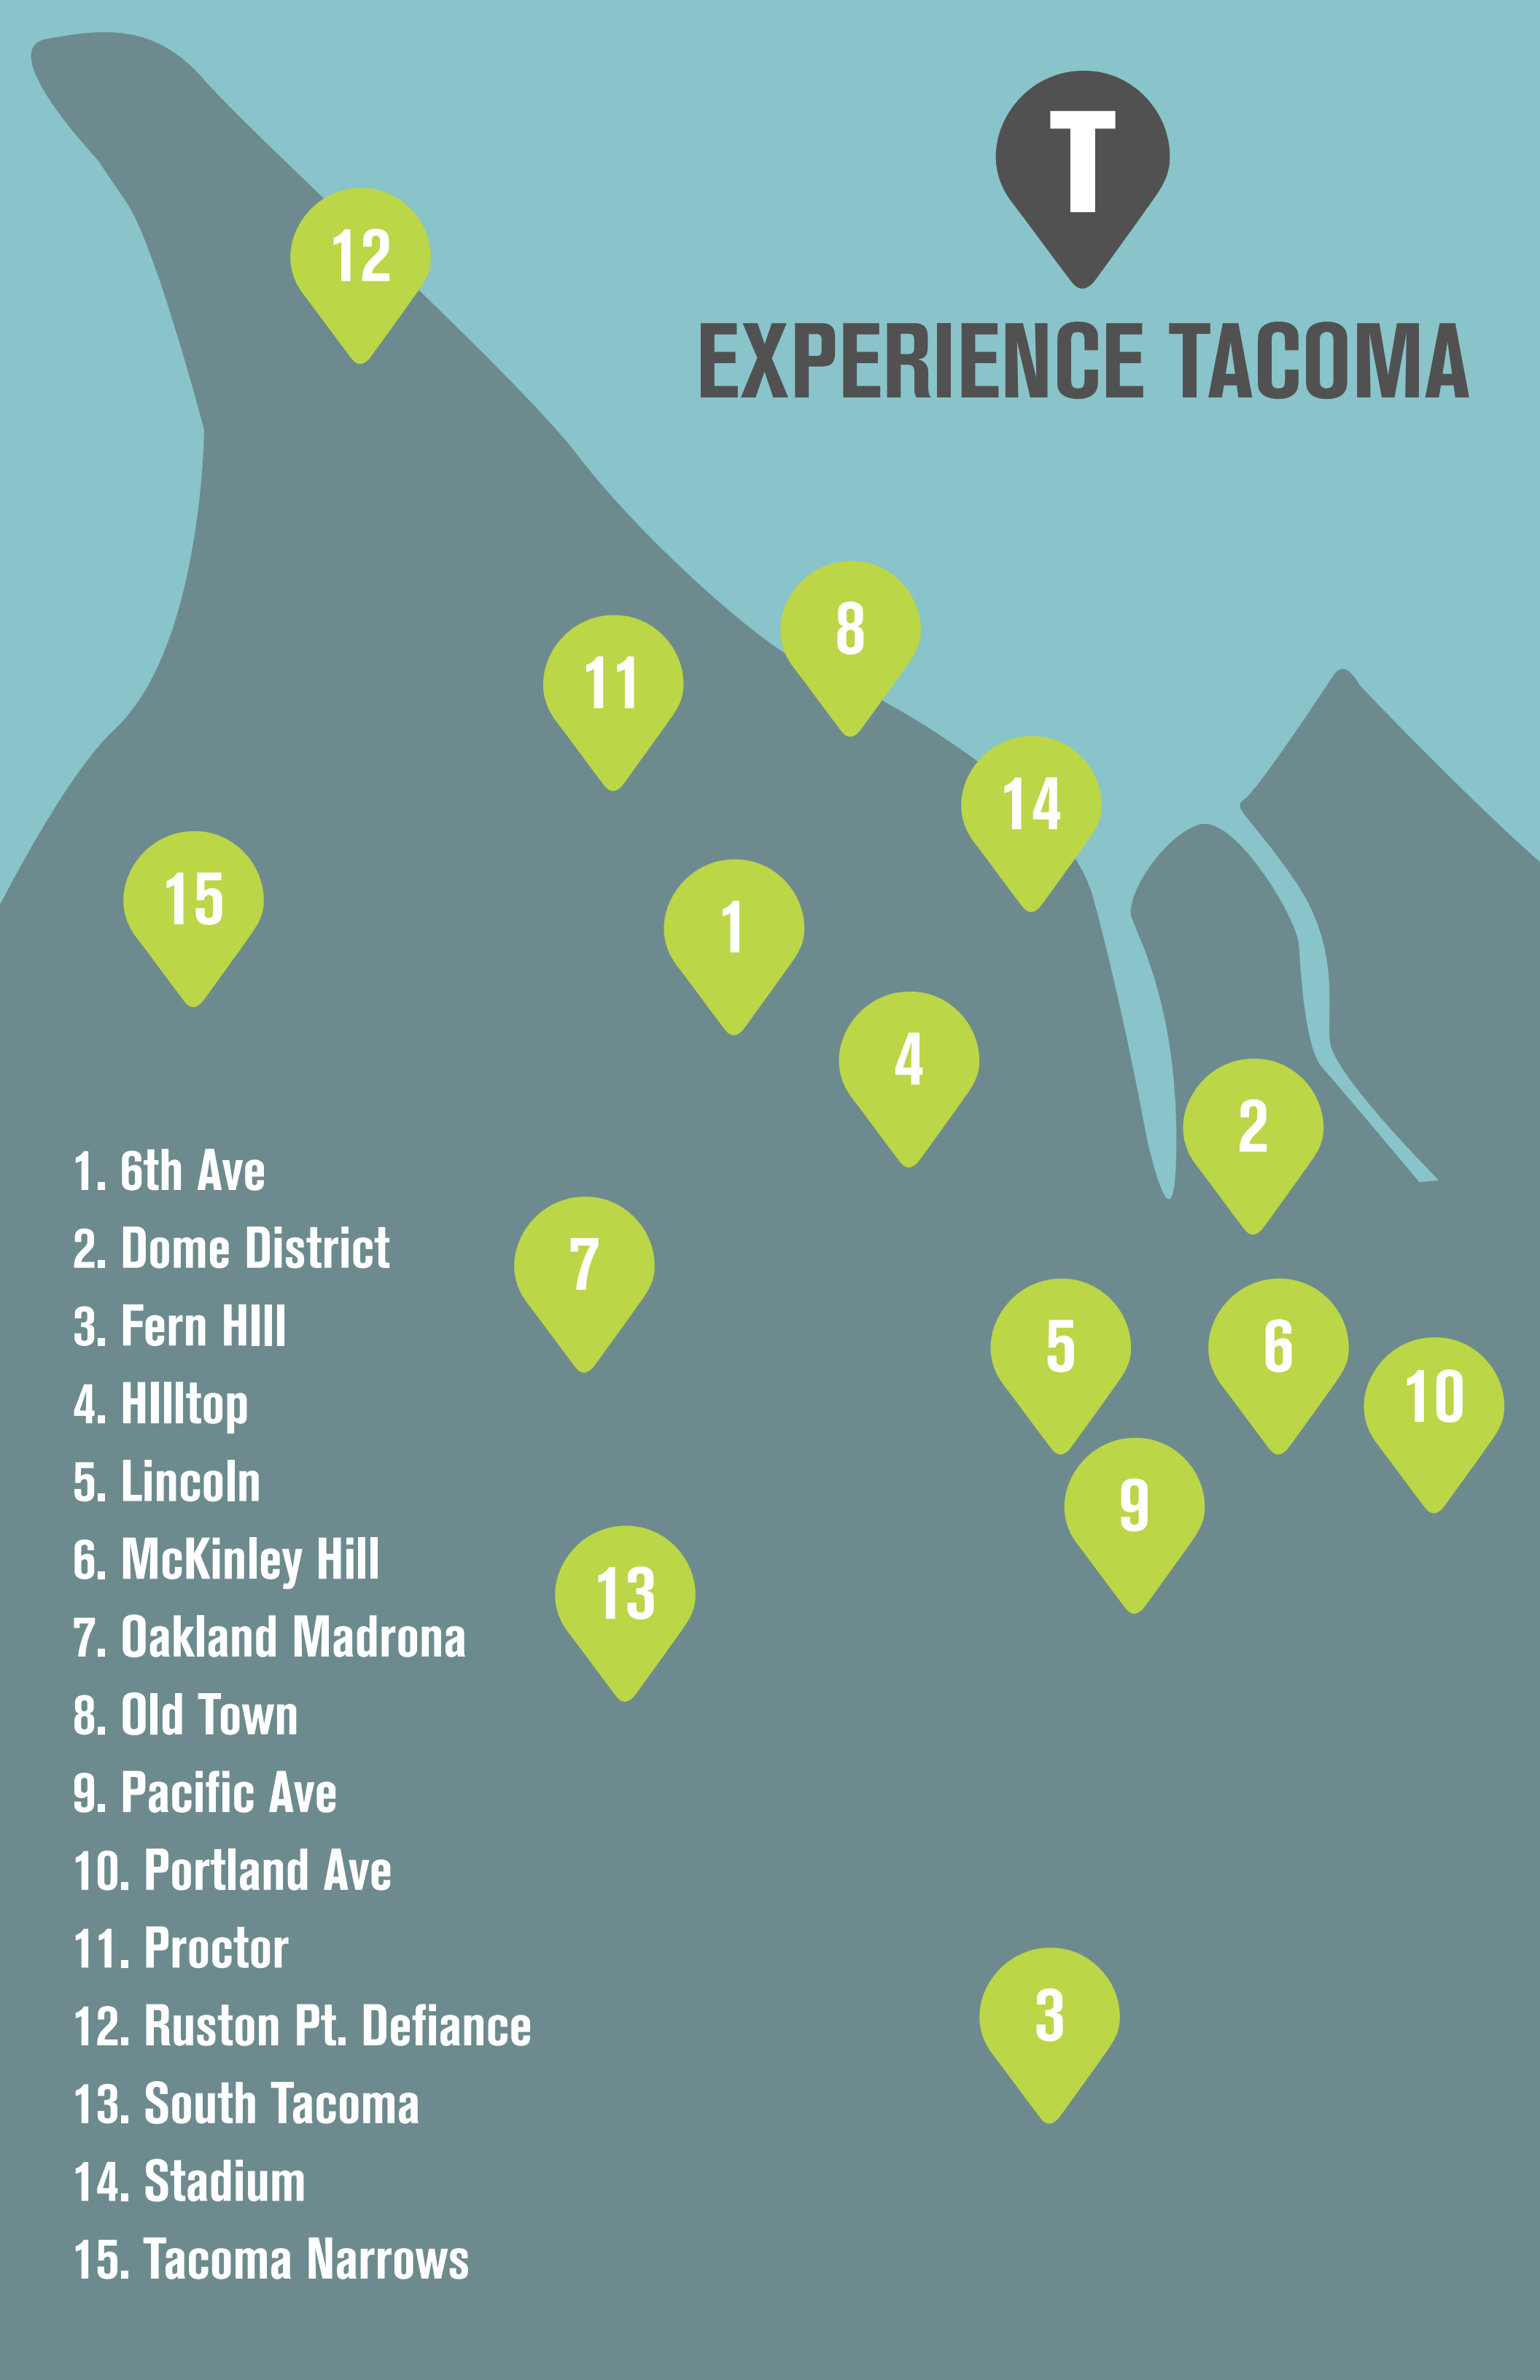 T
EXPERIENCE TACOMA
12
8
11
14
15
1
4
2
7
5
6
10
9
13
3
1. 6th Ave
2. Dome District
3. Fern HIll
4. HIlltop
5. Lincoln
6. McKinley Hill
7. Oakland Madrona
8. Old Town
9. Pacific Ave
10. Portland Ave
11. Proctor
12. Ruston Pt. Defiance
13. South Tacoma
14. Stadium
15. Tacoma Narrows